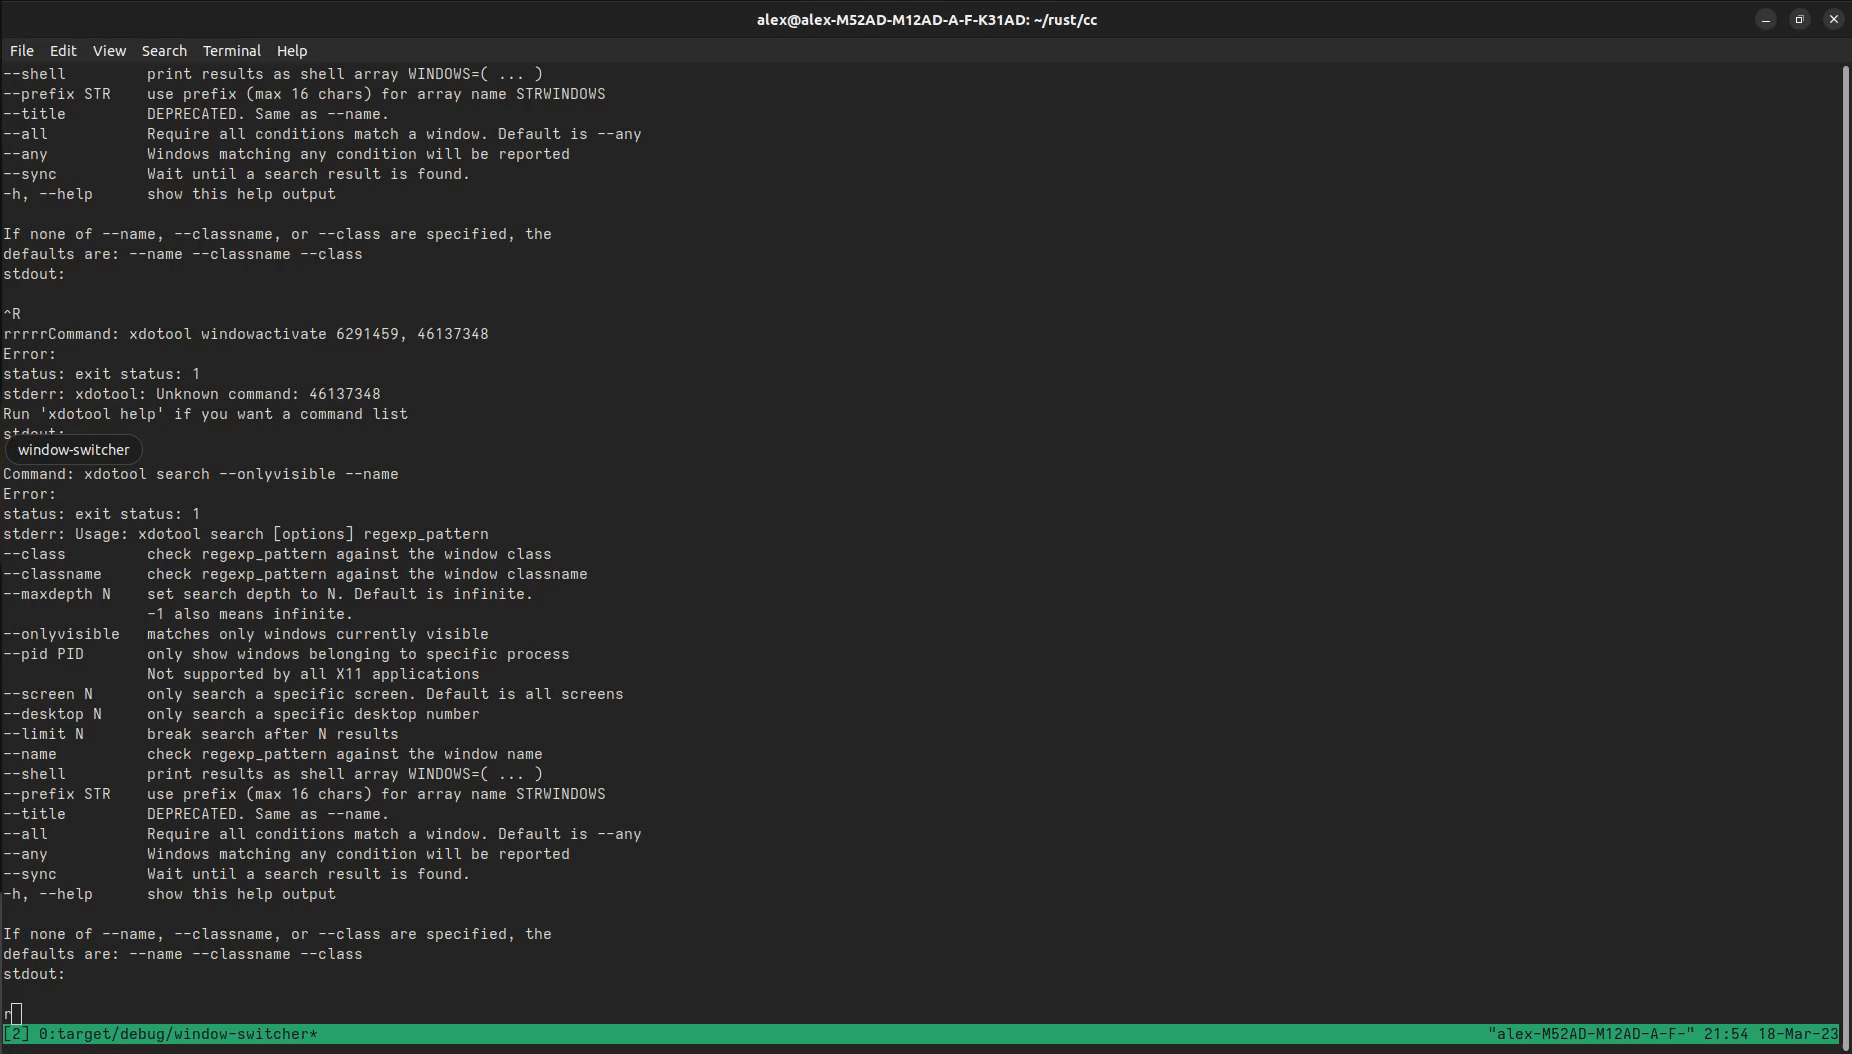 alex@alex-M52AD-M12AD-A-F-K31AD: ~/rust/cc
File Edit View Search Terminal Help
--shell print results as shell array WINDOWS=( ... )
--prefix STR use prefix (max 16 chars) for array name STRWINDOWS
--title DEPRECATED. Same as --name.
--all Require all conditions match a window. Default is --any
--any Windows matching any condition will be reported
--sync Wait until a search result is found.
-h, --help show this help output
If none of --name, --classname, or --class are specified, the
defaults are: --name --classname --class
stdout:
^R
rrrrrCommand: xdotool windowactivate 6291459, 46137348
Error:
status: exit status: 1
stderr: xdotool: Unknown command: 46137348
Run 'xdotool help' if you want a command list
stdout:
window-switcher
Command: xdotool search --onlyvisible --name
Error:
status: exit status: 1
stderr: Usage: xdotool search [options] regexp_pattern
--class check regexp_pattern against the window class
--classname check regexp_pattern against the window classname
--maxdepth N set search depth to N. Default is infinite.
-1 also means infinite.
--onlyvisible matches only windows currently visible
--pid PID only show windows belonging to specific process
Not supported by all X11 applications
--screen N only search a specific screen. Default is all screens
--desktop N only search a specific desktop number
--limit N break search after N results
--name check regexp_pattern against the window name
--shell print results as shell array WINDOWS=( ... )
--prefix STR use prefix (max 16 chars) for array name STRWINDOWS
--title DEPRECATED. Same as --name.
--all Require all conditions match a window. Default is --any
--any Windows matching any condition will be reported
--sync Wait until a search result is found.
-h, --help show this help output
If none of --name, --classname, or --class are specified, the
defaults are: --name --classname --class
stdout:
r
[2] 0:target/debug/window-switcher* "alex-M52AD-M12AD-A-F-" 21:54 18-Mar-23